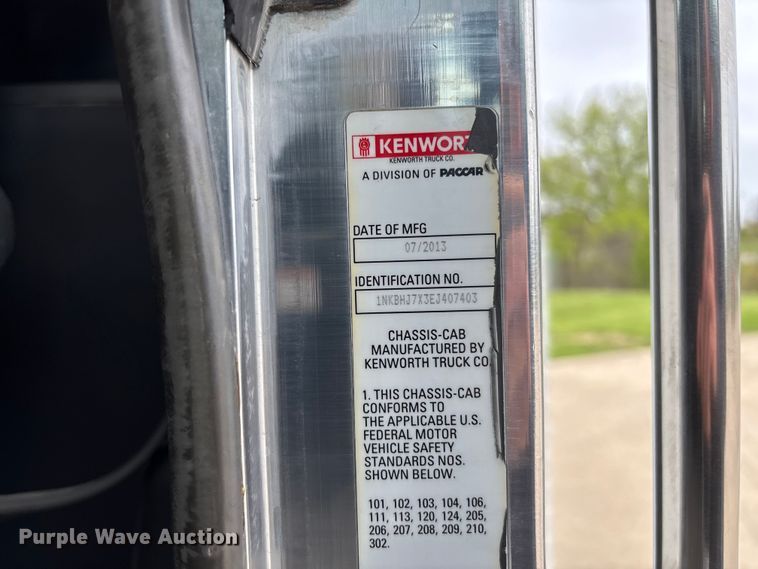 KENWORT
KENWORTH TRUCK CO.
A DIVISION OF PACCAR
DATE OF MFG
07/2013
IDENTIFICATION NO.
1NKBHJ7X3EJ407403
CHASSIS-CAB
MANUFACTURED BY
KENWORTH TRUCK CO.
1. THIS CHASSIS-CAB
CONFORMS TO
THE APPLICABLE U.S.
FEDERAL MOTOR
VEHICLE SAFETY
STANDARDS NOS.
SHOWN BELOW.
101, 102, 103, 104, 106,
111, 113, 120, 124, 205,
206, 207, 208, 209, 210,
302.
Purple Wave Auction®